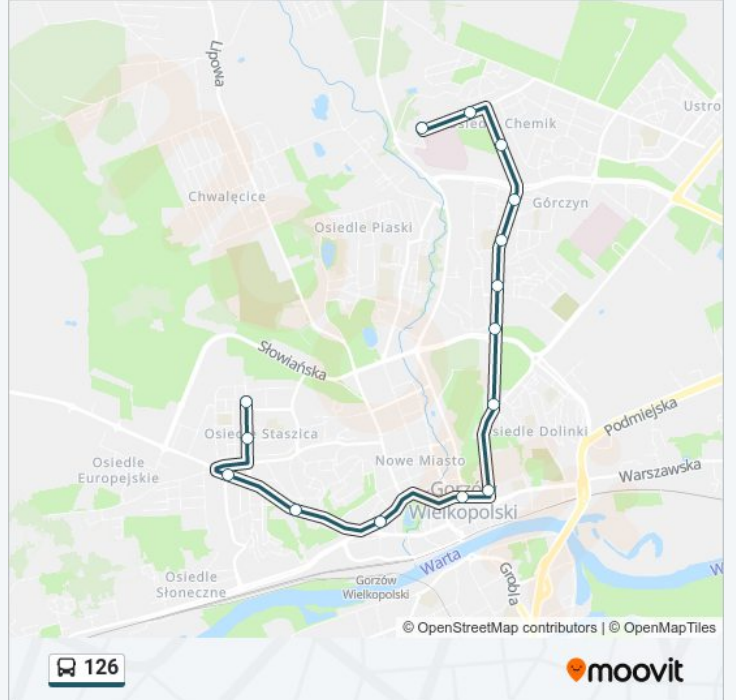 Lipowa
Ustro
Osiedle Chemik
Chwalęcice
Górczyn
Osiedle Piaski
Słowiańska
Podmiejska
Osiedle Staszica
siedle Dolinki
Osiedle
Europejskie
Nowe Miasto
Warszawska
Gorzów
Wielkopolski
Warta
W
Osiedle
Słoneczne
Gorzów
Wielkopolski
Grobla
© OpenStreetMap contributors | © OpenMapTiles
126
moovit